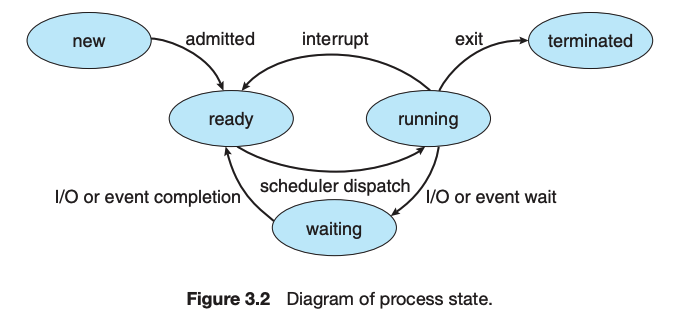 new
admitted
interrupt
exit
terminated
ready
running
scheduler dispatch
I/O or event completion
I/O or event wait
waiting
Figure 3.2 Diagram of process state.